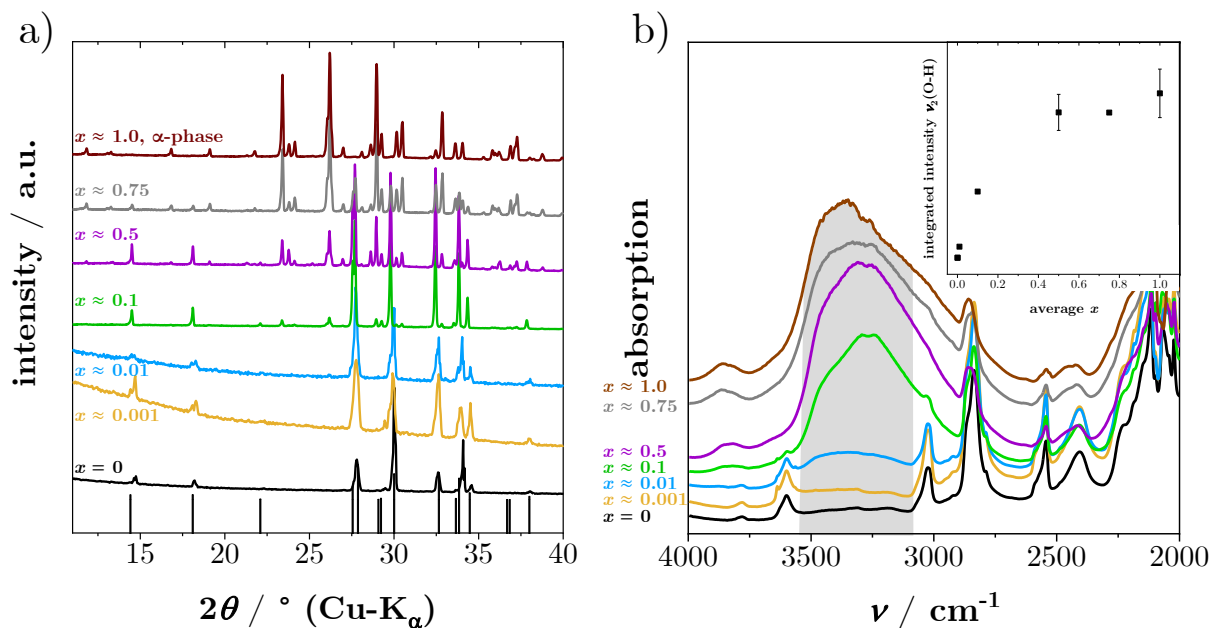 a)
intensity / a.u.
x ≈ 1.0, α-phase
x ≈ 0.75
x ≈ 0.5
x ≈ 0.1
x ≈ 0.01
x ≈ 0.001
x = 0
15 20 25 30 35 40
2θ / ° (Cu-Kα)
b)
absorption
x ≈ 1.0
x ≈ 0.75
x ≈ 0.5
x ≈ 0.1
x ≈ 0.01
x ≈ 0.001
x = 0
4000 3500 3000 2500 2000
ν / cm⁻¹
integrated intensity ν₂(O-H)
0.0 0.2 0.4 0.6 0.8 1.0
average x